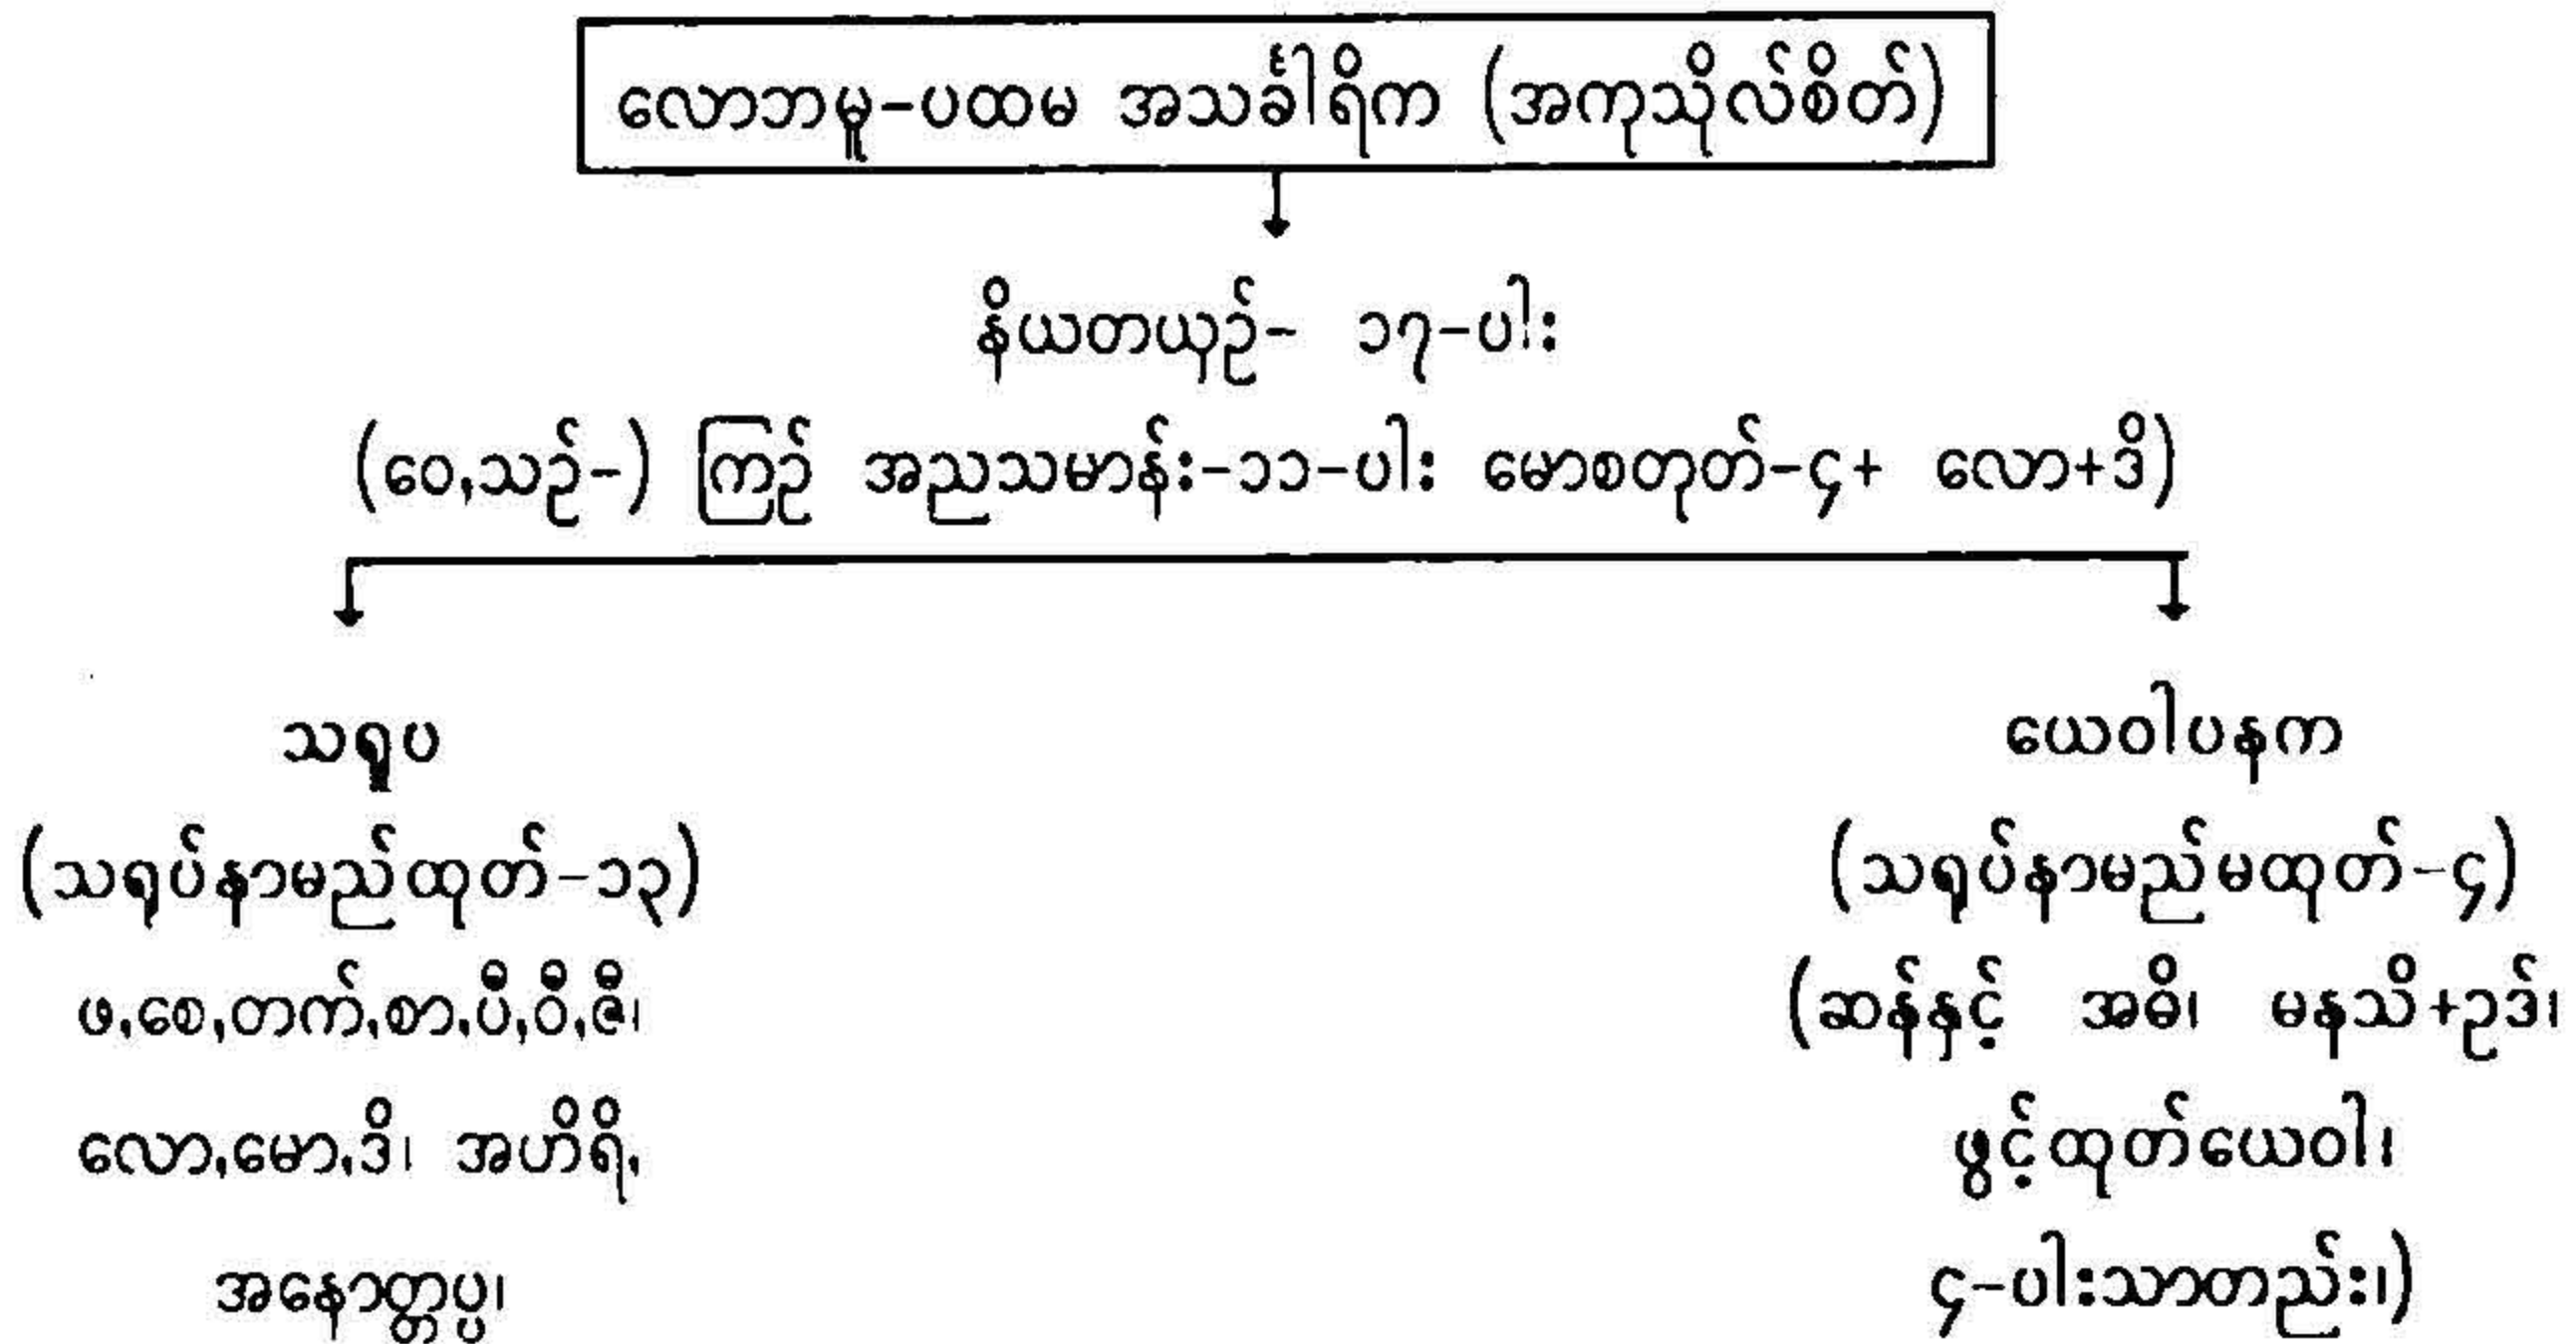 လောဘမူ-ပထမ အသင်္ခါရိက (အကုသိုလ်စိတ်)
နိယတယှဉ်- ၁၇-ပါး
(ဝေ,သဉ်-) ကြဉ် အညသမာန်း-၁၁-ပါး မောစတုတ်-၄+ လော+ဒိ)
သရူပ
(သရုပ်နာမည်ထုတ်-၁၃)
ဖ,စေ,တက်,စာ,ပီ,ဝီ,ဇီ၊
လော,မော,ဒိ၊ အဟိရိ,
အနောတ္တပ္ပ၊
ယေဝါပနက
(သရုပ်နာမည်မထုတ်-၄)
(ဆန်နှင့် အဓိ၊ မနသိ+ဥဒ်၊
ဖွင့်ထုတ်ယေဝါ၊
၄-ပါးသာတည်း၊)